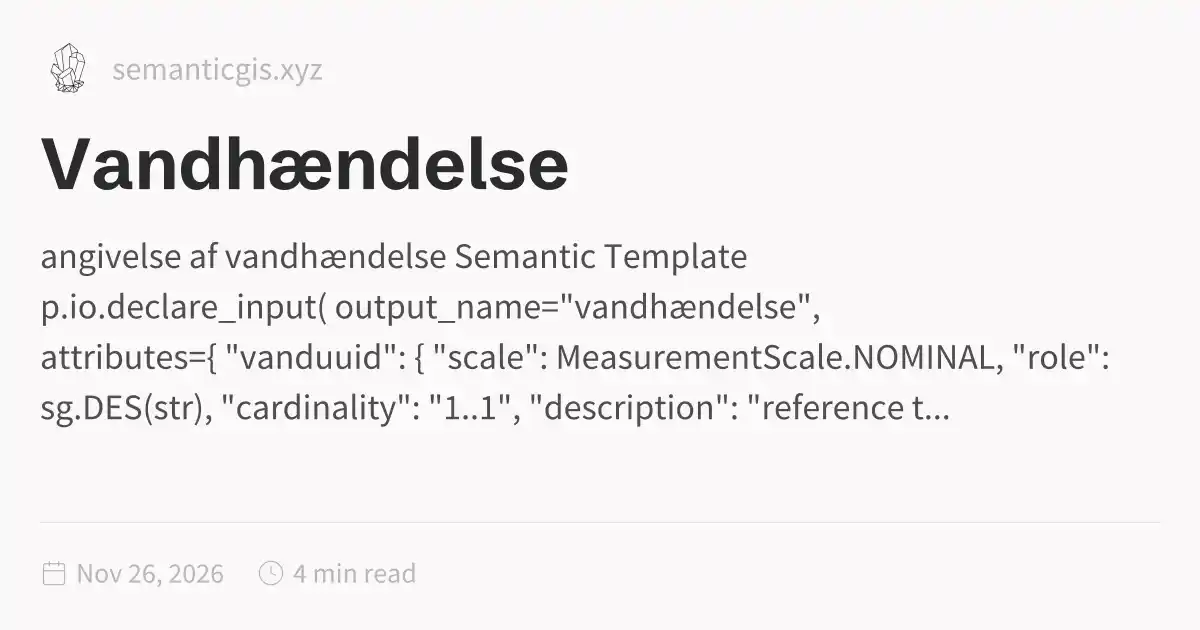 semanticgis.xyz
Vandhændelse
angivelse af vandhændelse Semantic Template
p.io.declare_input( output_name="vandhændelse",
attributes={ "vanduuid": { "scale": MeasurementScale.NOMINAL, "role":
sg.DES(str), "cardinality": "1..1", "description": "reference t...
Nov 26, 2026 4 min read